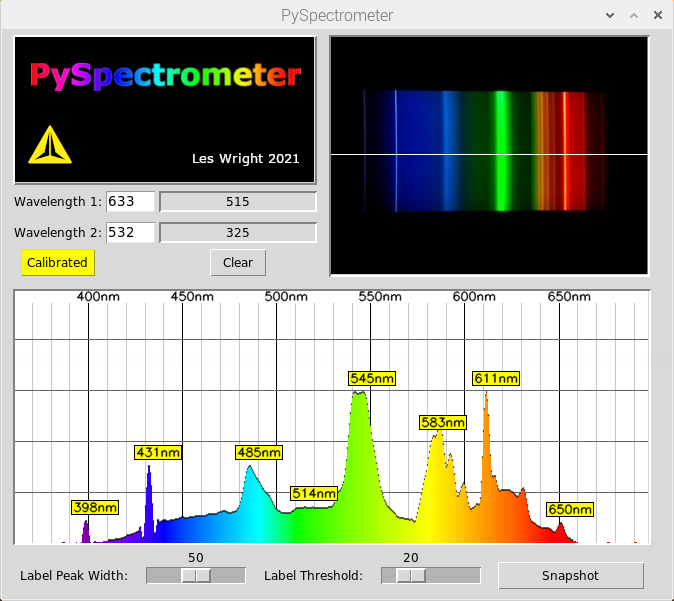 PySpectrometer
PySpectrometer
Les Wright 2021
Wavelength 1: 633 515
Wavelength 2: 532 325
Calibrated Clear
400nm 450nm 500nm 550nm 600nm 650nm
545nm 611nm
583nm
431nm 485nm
514nm
398nm 650nm
50 20
Label Peak Width: Label Threshold: Snapshot